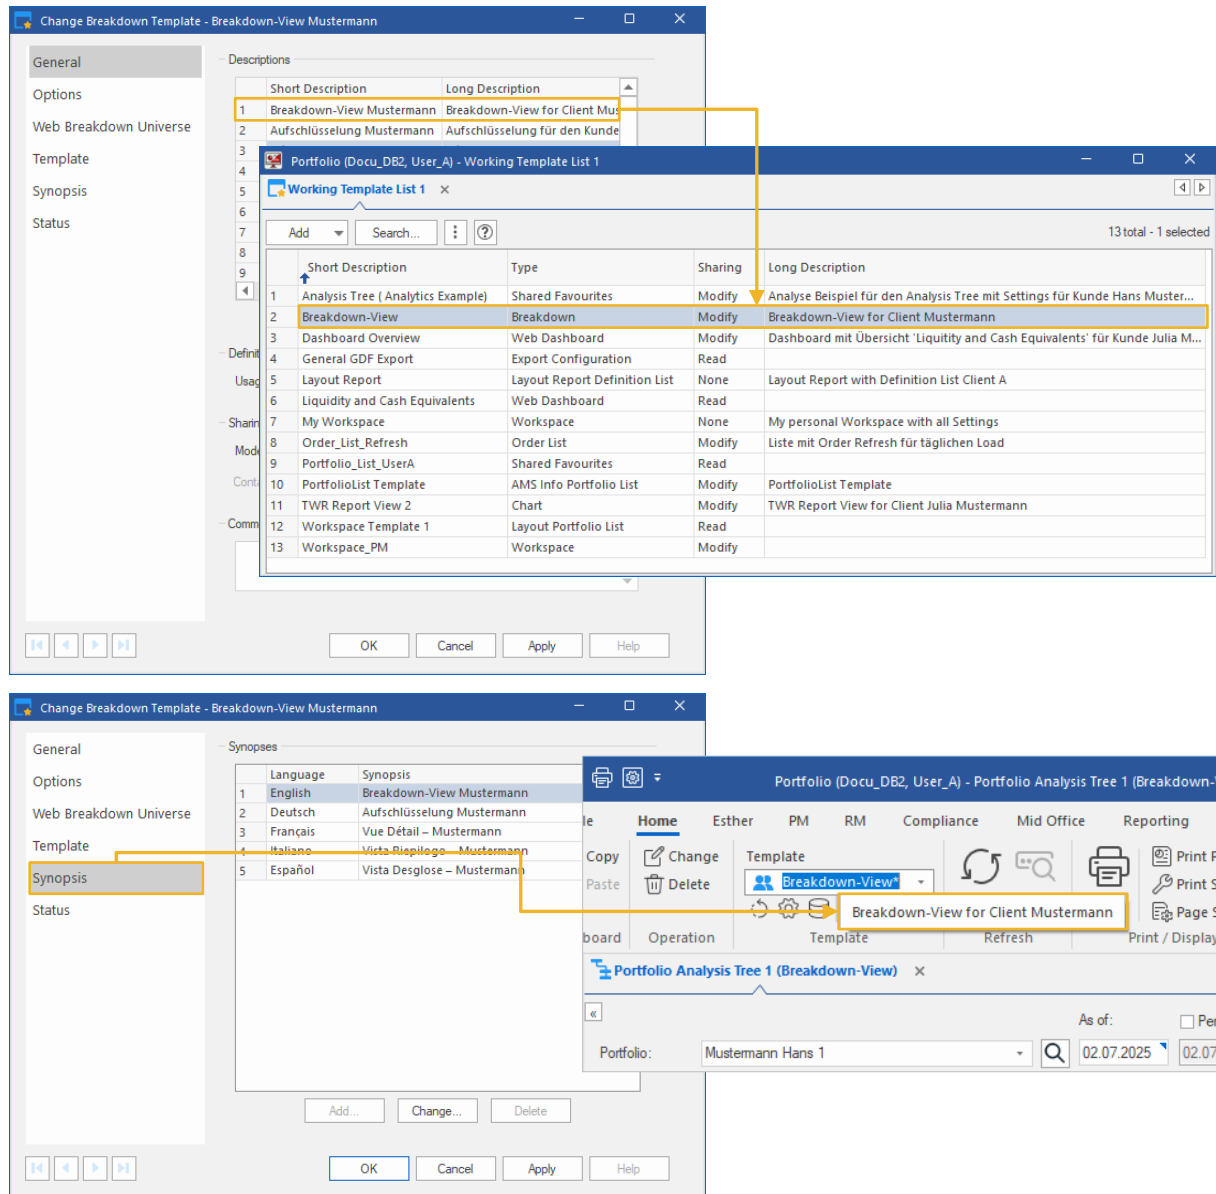 Change Breakdown Template - Breakdown-View Mustermann
General
Options
Web Breakdown Universe
Template
Synopsis
Status
Descriptions
Short Description Long Description
1 Breakdown-View Mustermann Breakdown-View for Client Mus
2 Aufschlüsselung Mustermann Aufschlüsselung für den Kunde
3
4
5
6
7
8
9
Definit
Usag
Sharin
Mode
Conta
Comm
OK Cancel Apply Help
Portfolio (Docu_DB2, User_A) - Working Template List 1
Working Template List 1
Add Search... 13 total - 1 selected
Short Description Type Sharing Long Description
1 Analysis Tree ( Analytics Example) Shared Favourites Modify Analyse Beispiel für den Analysis Tree mit Settings für Kunde Hans Muster...
2 Breakdown-View Breakdown Modify Breakdown-View for Client Mustermann
3 Dashboard Overview Web Dashboard Modify Dashboard mit Übersicht 'Liquitity and Cash Equivalents' für Kunde Julia M...
4 General GDF Export Export Configuration Read
5 Layout Report Layout Report Definition List None Layout Report with Definition List Client A
6 Liquidity and Cash Equivalents Web Dashboard Read
7 My Workspace Workspace None My personal Workspace with all Settings
8 Order_List_Refresh Order List Modify Liste mit Order Refresh für täglichen Load
9 Portfolio_List_UserA Shared Favourites Read
10 PortfolioList Template AMS Info Portfolio List Modify PortfolioList Template
11 TWR Report View 2 Chart Modify TWR Report View for Client Julia Mustermann
12 Workspace Template 1 Layout Portfolio List Read
13 Workspace_PM Workspace Modify
Change Breakdown Template - Breakdown-View Mustermann
General
Options
Web Breakdown Universe
Template
Synopsis
Status
Synopses
Language Synopsis
1 English Breakdown-View Mustermann
2 Deutsch Aufschlüsselung Mustermann
3 Français Vue Détail – Mustermann
4 Italiano Vista Riepilogo – Mustermann
5 Español Vista Desglose – Mustermann
Add... Change... Delete
OK Cancel Apply Help
Portfolio (Docu_DB2, User_A) - Portfolio Analysis Tree 1 (Breakdown-
le Home Esther PM RM Compliance Mid Office Reporting
Copy Change Template Print P
Paste Delete Breakdown-View* Print S
Breakdown-View for Client Mustermann Page S
board Operation Template Refresh Print / Display
Portfolio Analysis Tree 1 (Breakdown-View)
As of: Per
Portfolio: Mustermann Hans 1 02.07.2025 02.07